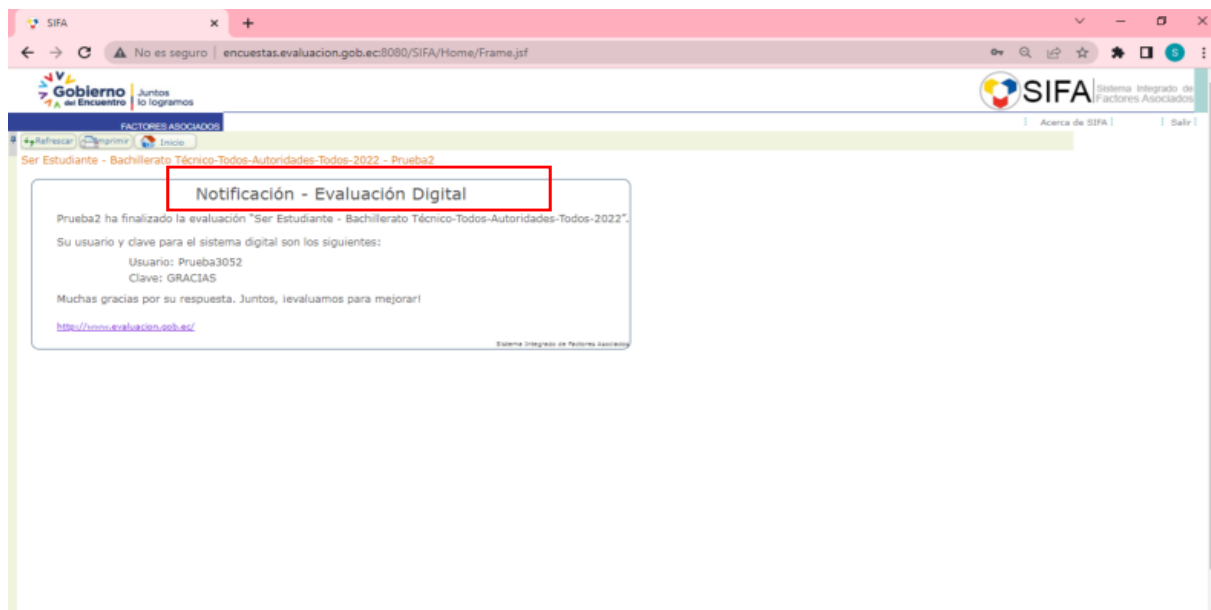 SIFA
No es seguro | encuestas.evaluacion.gob.ec:8080/SIFA/Home/Frame.jsf
S
Gobierno del Encuentro | Juntos lo logramos
SIFA Sistema Integrado de Factores Asociados
FACTORES ASOCIADOS
Acerca de SIFA | Salir
Refrescar Imprimir Inicio
Ser Estudiante - Bachillerato Técnico-Todos-Autoridades-Todos-2022 - Prueba2
Notificación - Evaluación Digital
Prueba2 ha finalizado la evaluación "Ser Estudiante - Bachillerato Técnico-Todos-Autoridades-Todos-2022".
Su usuario y clave para el sistema digital son los siguientes:
Usuario: Prueba3052
Clave: GRACIAS
Muchas gracias por su respuesta. Juntos, ¡evaluamos para mejorar!
http://www.evaluacion.gob.ec/
Sistema Integrado de Factores Asociados